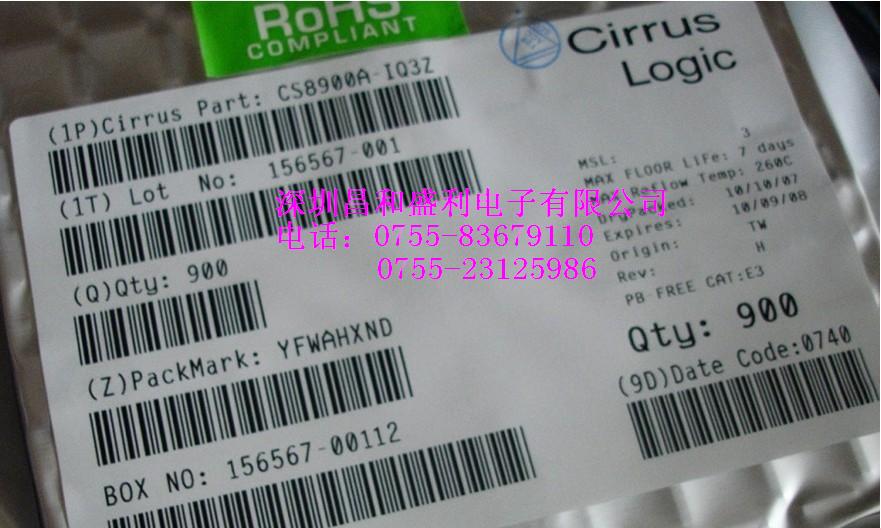 RoHS
COMPLIANT
Cirrus
Logic
(1P)Cirrus Part: CS8900A-IQ3Z
(1T) Lot No: 156567-001
(Q)Qty: 900
(Z)PackMark: YFWAHXND
BOX NO: 156567-00112
MSL: 3
MAX FLOOR LiFe: 7 days
Reflow Temp: 260C
10/10/07
Expires: 10/09/08
Origin: TW
Rev: H
PB-FREE CAT:E3
Qty: 900
(9D)Date Code:0740
深圳昌和盛利电子有限公司
电话：0755-83679110
0755-23125986